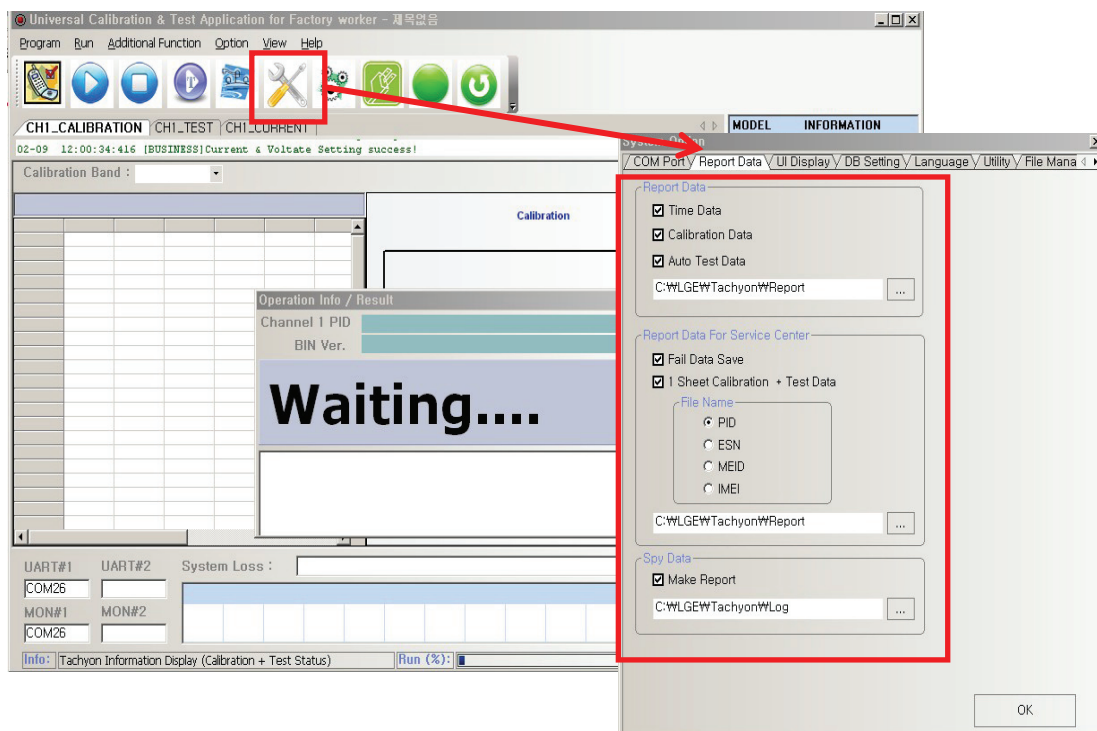 Universal Calibration & Test Application for Factory worker - 제목없음
Program Run Additional Function Option View Help
T
CH1_CALIBRATION CH1_TEST CH1_CURRENT
MODEL INFORMATION
02-09 12:00:34:416 [BUSINESS]Current & Voltate Setting success!
Calibration Band :
Calibration
Operation Info / Result
Channel 1 PID
BIN Ver.
Waiting....
UART#1 UART#2 System Loss :
COM26
MON#1 MON#2
COM26
Info: Tachyon Information Display (Calibration + Test Status) Run (%):
System Option
COM Port Report Data UI Display DB Setting Language Utility File Mana
Report Data
Time Data
Calibration Data
Auto Test Data
C:₩LGE₩Tachyon₩Report ...
Report Data For Service Center
Fail Data Save
1 Sheet Calibration + Test Data
File Name
PID
ESN
MEID
IMEI
C:₩LGE₩Tachyon₩Report ...
Spy Data
Make Report
C:₩LGE₩Tachyon₩Log ...
OK